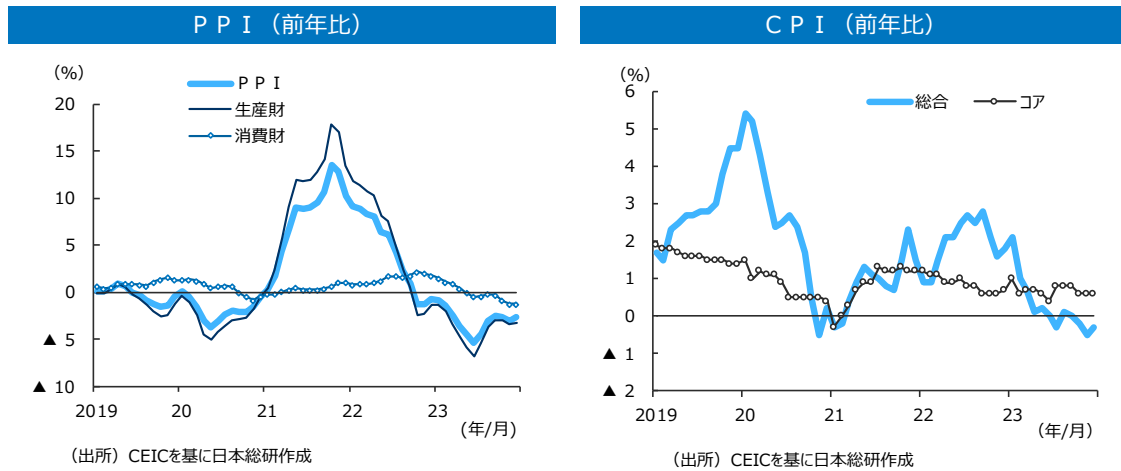 ＰＰＩ（前年比）
（%）
ＰＰＩ
生産財
消費財
20
15
10
5
0
▲ 5
▲ 10
2019 20 21 22 23
(年/月)
（出所）CEICを基に日本総研作成
ＣＰＩ（前年比）
（%）
総合 コア
6
5
4
3
2
1
0
▲ 1
▲ 2
2019 20 21 22 23
(年/月)
（出所）CEICを基に日本総研作成